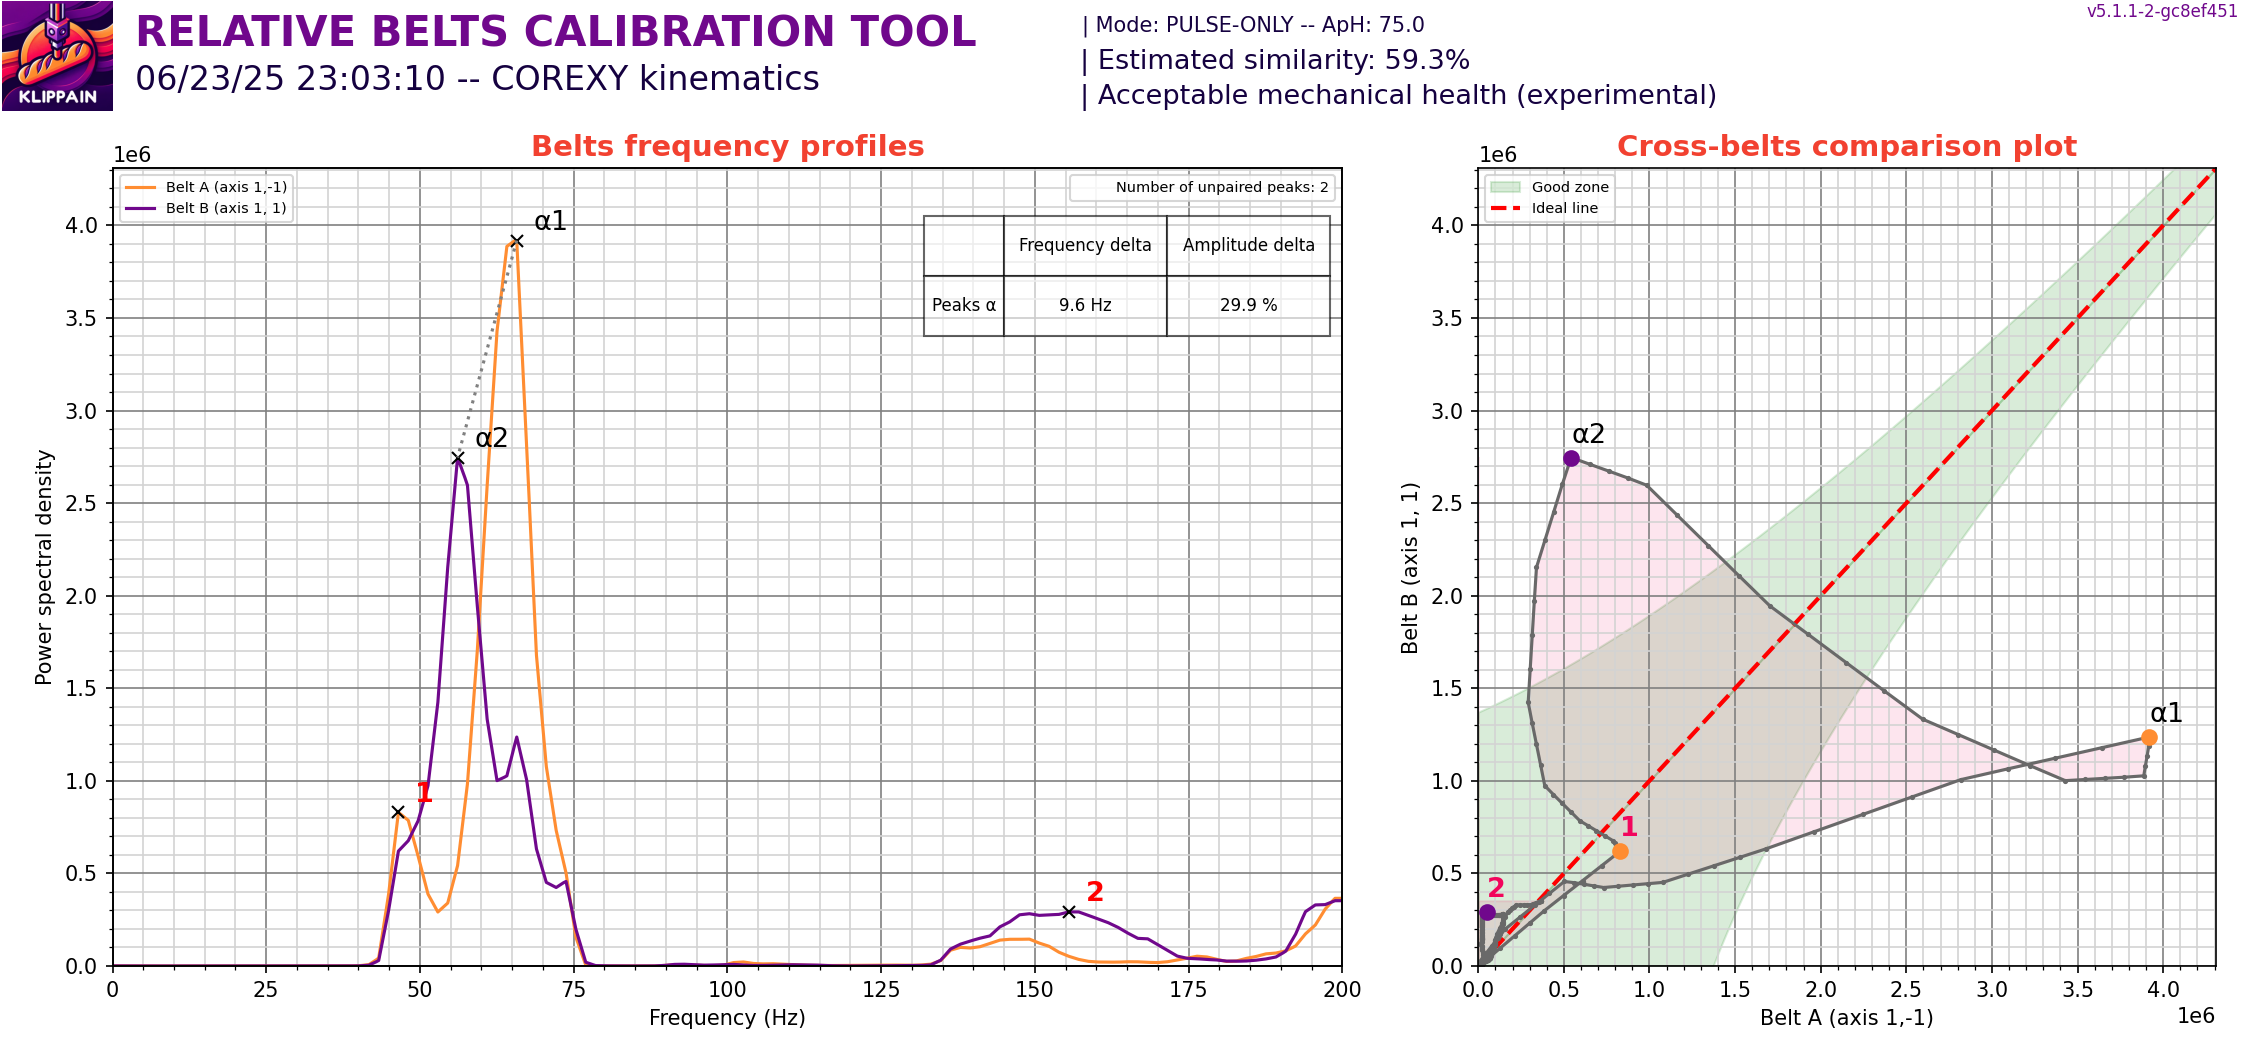 KLIPPAIN
RELATIVE BELTS CALIBRATION TOOL
06/23/25 23:03:10 -- COREXY kinematics
| Mode: PULSE-ONLY -- ApH: 75.0
| Estimated similarity: 59.3%
| Acceptable mechanical health (experimental)
v5.1.1-2-gc8ef451
Belts frequency profiles
1e6
Belt A (axis 1,-1)
Belt B (axis 1, 1)
Number of unpaired peaks: 2
Frequency delta Amplitude delta
Peaks α 9.6 Hz 29.9 %
α1
α2
1
2
Power spectral density
4.0
3.5
3.0
2.5
2.0
1.5
1.0
0.5
0.0
0 25 50 75 100 125 150 175 200
Frequency (Hz)
Cross-belts comparison plot
1e6
Good zone
Ideal line
α2
α1
1
2
Belt B (axis 1, 1)
4.0
3.5
3.0
2.5
2.0
1.5
1.0
0.5
0.0
0.0 0.5 1.0 1.5 2.0 2.5 3.0 3.5 4.0
Belt A (axis 1,-1)
1e6